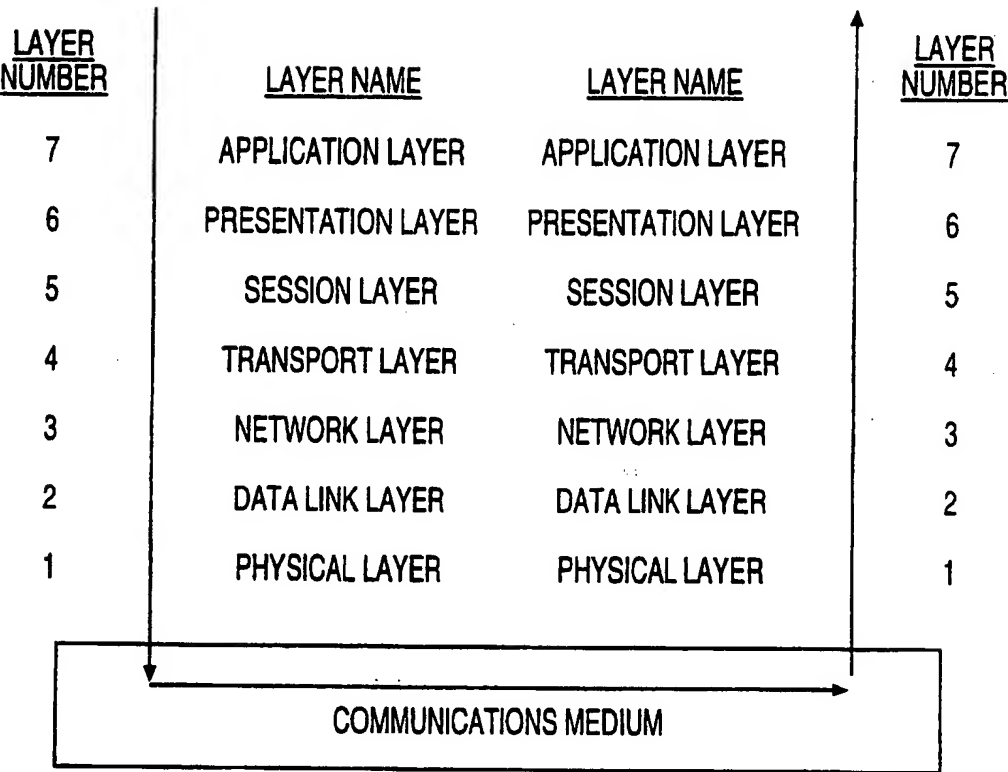 LAYER NUMBER LAYER NAME LAYER NAME LAYER NUMBER
7 APPLICATION LAYER APPLICATION LAYER 7
6 PRESENTATION LAYER PRESENTATION LAYER 6
5 SESSION LAYER SESSION LAYER 5
4 TRANSPORT LAYER TRANSPORT LAYER 4
3 NETWORK LAYER NETWORK LAYER 3
2 DATA LINK LAYER DATA LINK LAYER 2
1 PHYSICAL LAYER PHYSICAL LAYER 1
COMMUNICATIONS MEDIUM